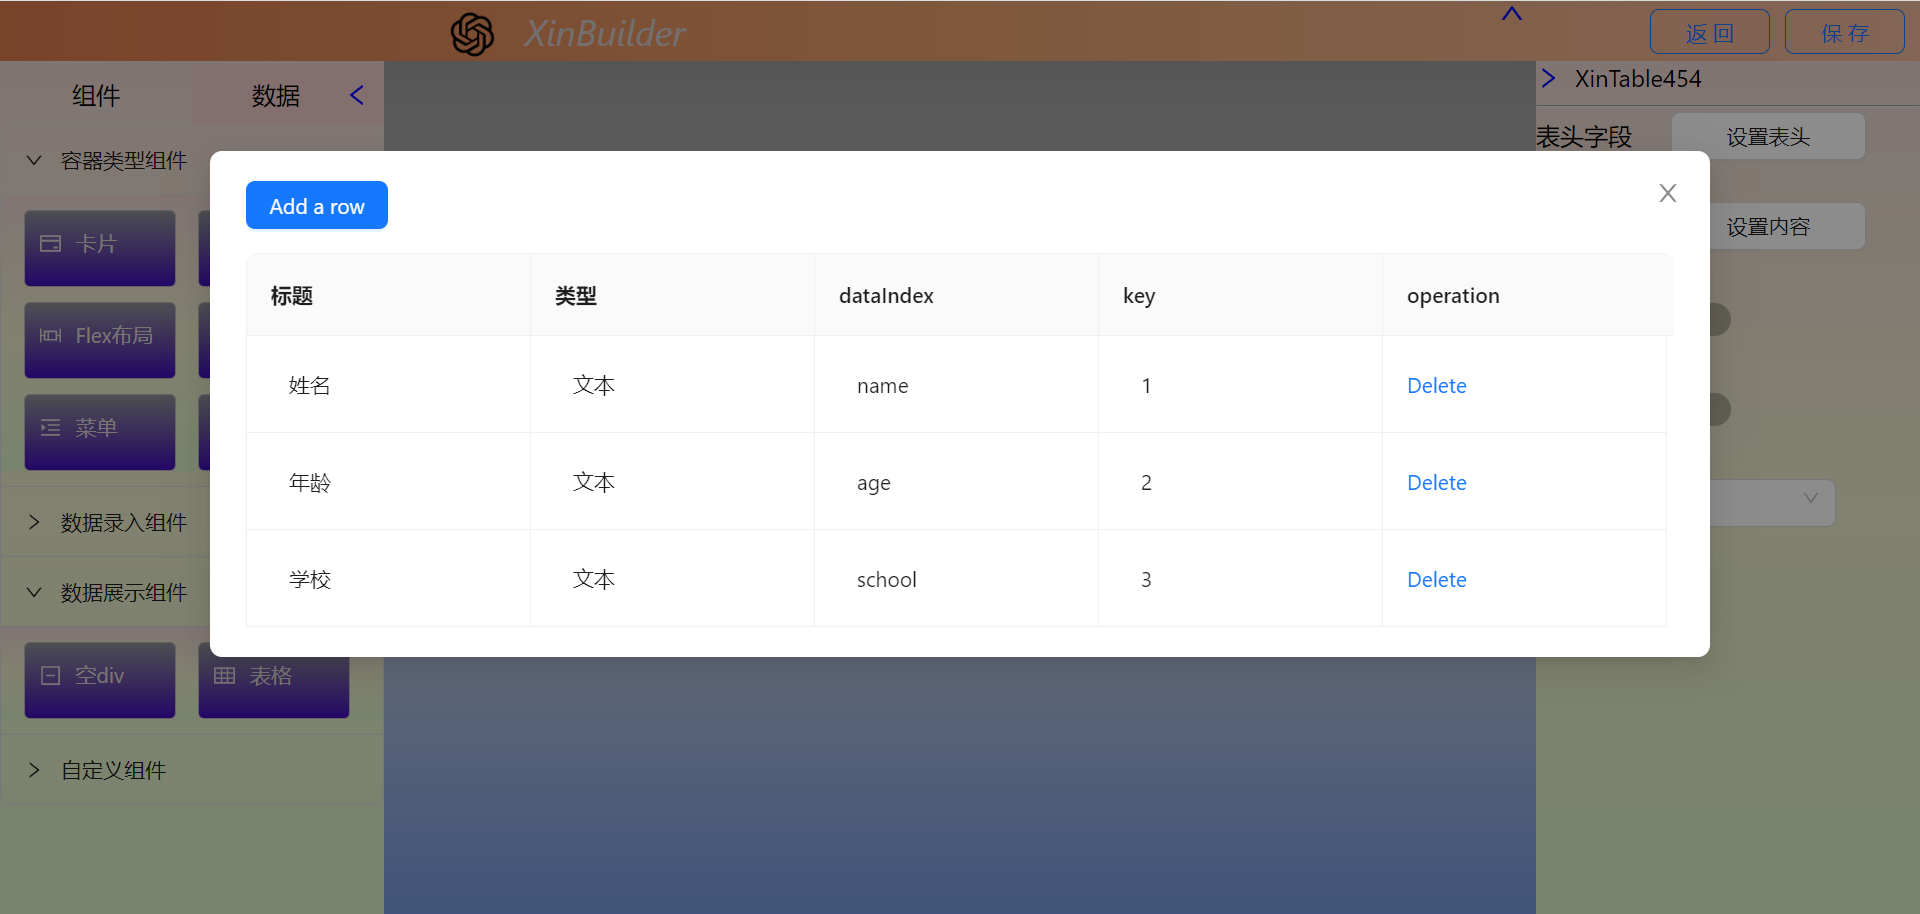 XinBuilder
返 回
保 存
组件
数据
XinTable454
表头字段
设置表头
容器类型组件
Add a row
设置内容
卡片
标题
类型
dataIndex
key
operation
Flex布局
姓名
文本
name
1
Delete
菜单
年龄
文本
age
2
Delete
数据录入组件
学校
文本
school
3
Delete
数据展示组件
空div
表格
自定义组件